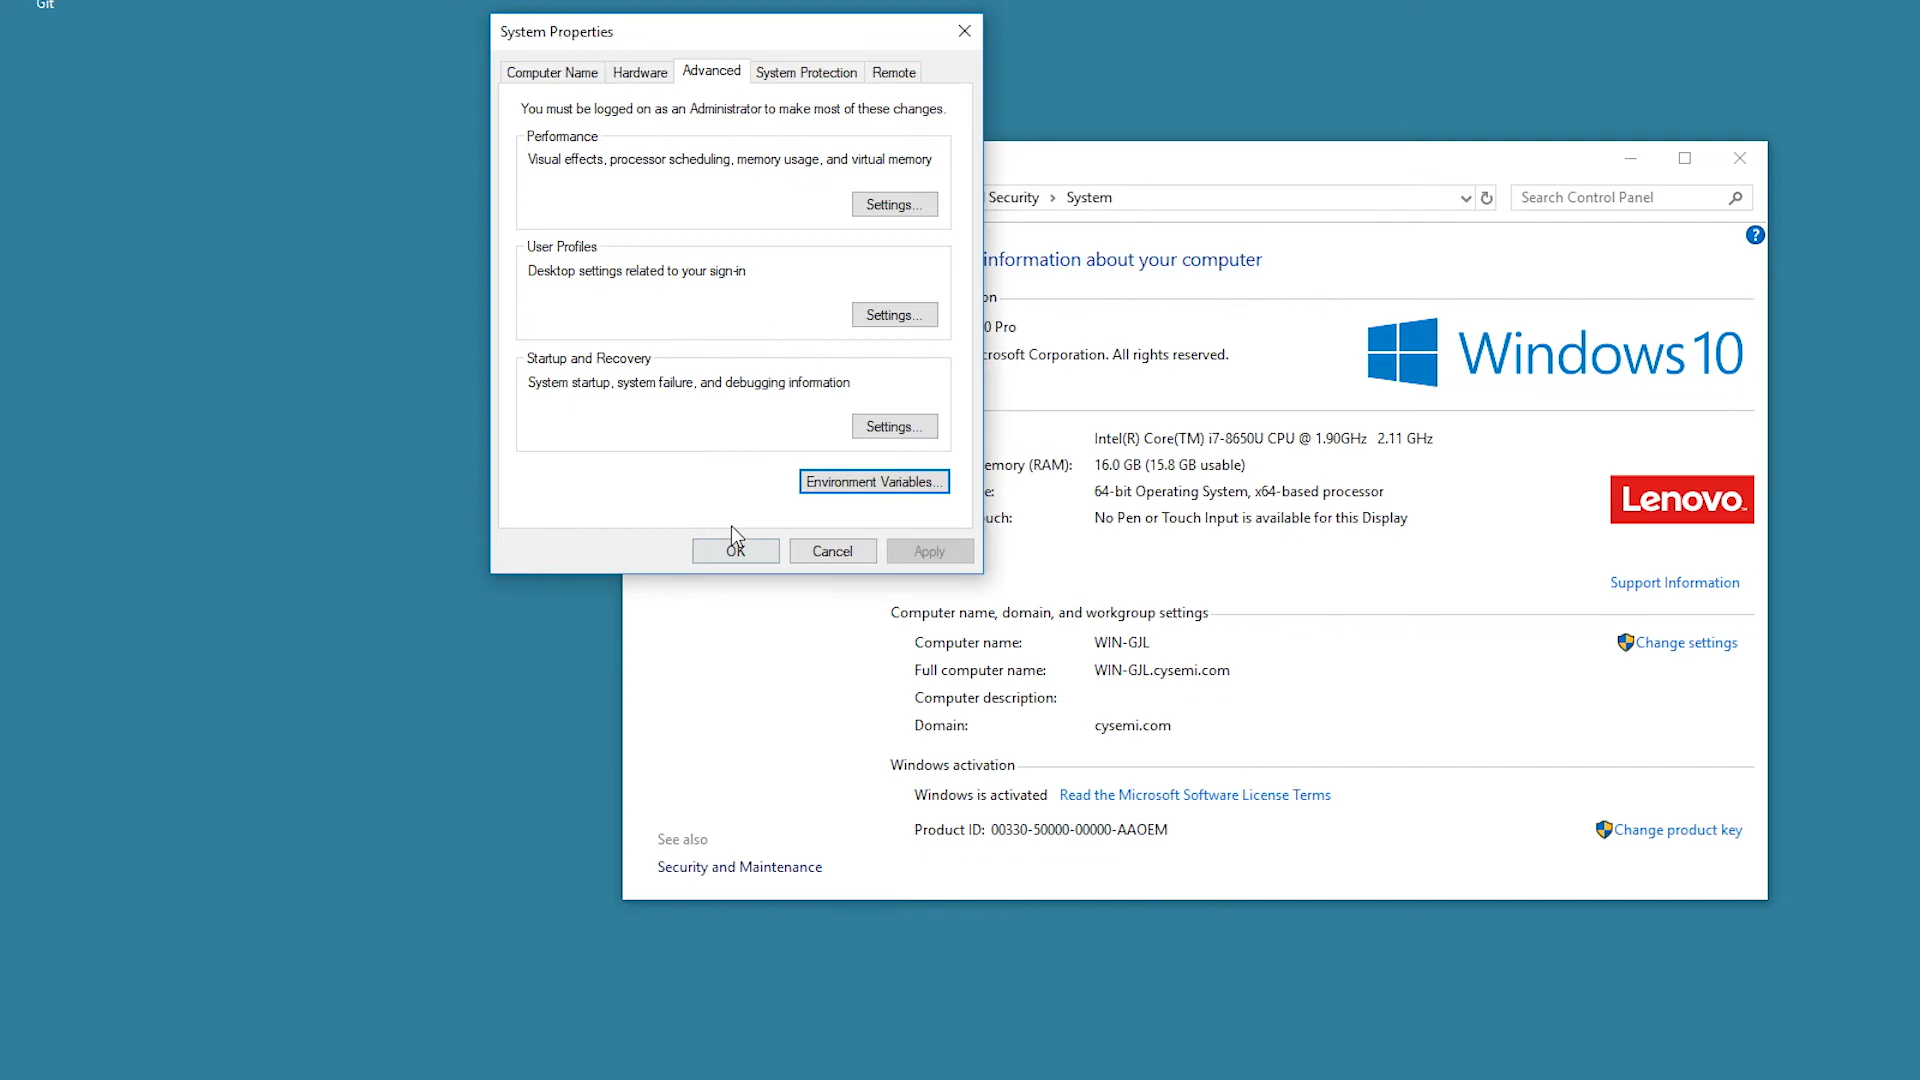 Git
System Properties
Computer Name Hardware Advanced System Protection Remote
You must be logged on as an Administrator to make most of these changes.
Performance
Visual effects, processor scheduling, memory usage, and virtual memory
Settings...
User Profiles
Desktop settings related to your sign-in
Settings...
Startup and Recovery
System startup, system failure, and debugging information
Settings...
Environment Variables...
OK Cancel Apply
Security > System
Search Control Panel
?
information about your computer
on
0 Pro
crosoft Corporation. All rights reserved.
Windows 10
Intel(R) Core(TM) i7-8650U CPU @ 1.90GHz 2.11 GHz
emory (RAM): 16.0 GB (15.8 GB usable)
e: 64-bit Operating System, x64-based processor
uch: No Pen or Touch Input is available for this Display
Lenovo
Support Information
Computer name, domain, and workgroup settings
Computer name: WIN-GJL
Change settings
Full computer name: WIN-GJL.cysemi.com
Computer description:
Domain: cysemi.com
Windows activation
Windows is activated Read the Microsoft Software License Terms
Product ID: 00330-50000-00000-AAOEM
Change product key
See also
Security and Maintenance